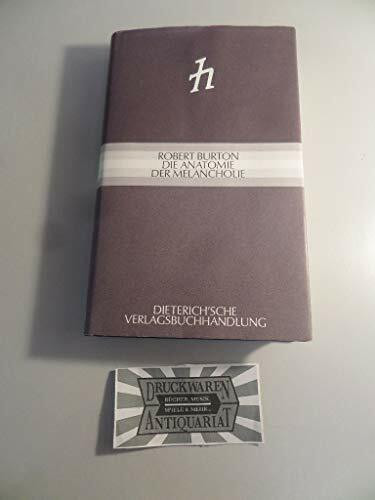 ROBERT BURTON
DIE ANATOMIE
DER MELANCHOLIE
DIETERICH'SCHE
VERLAGSBUCHHANDLUNG
DRUCKWAREN
BÜCHER, MUSIK,
SPIELE & MEHR...
ANTIQUARIAT